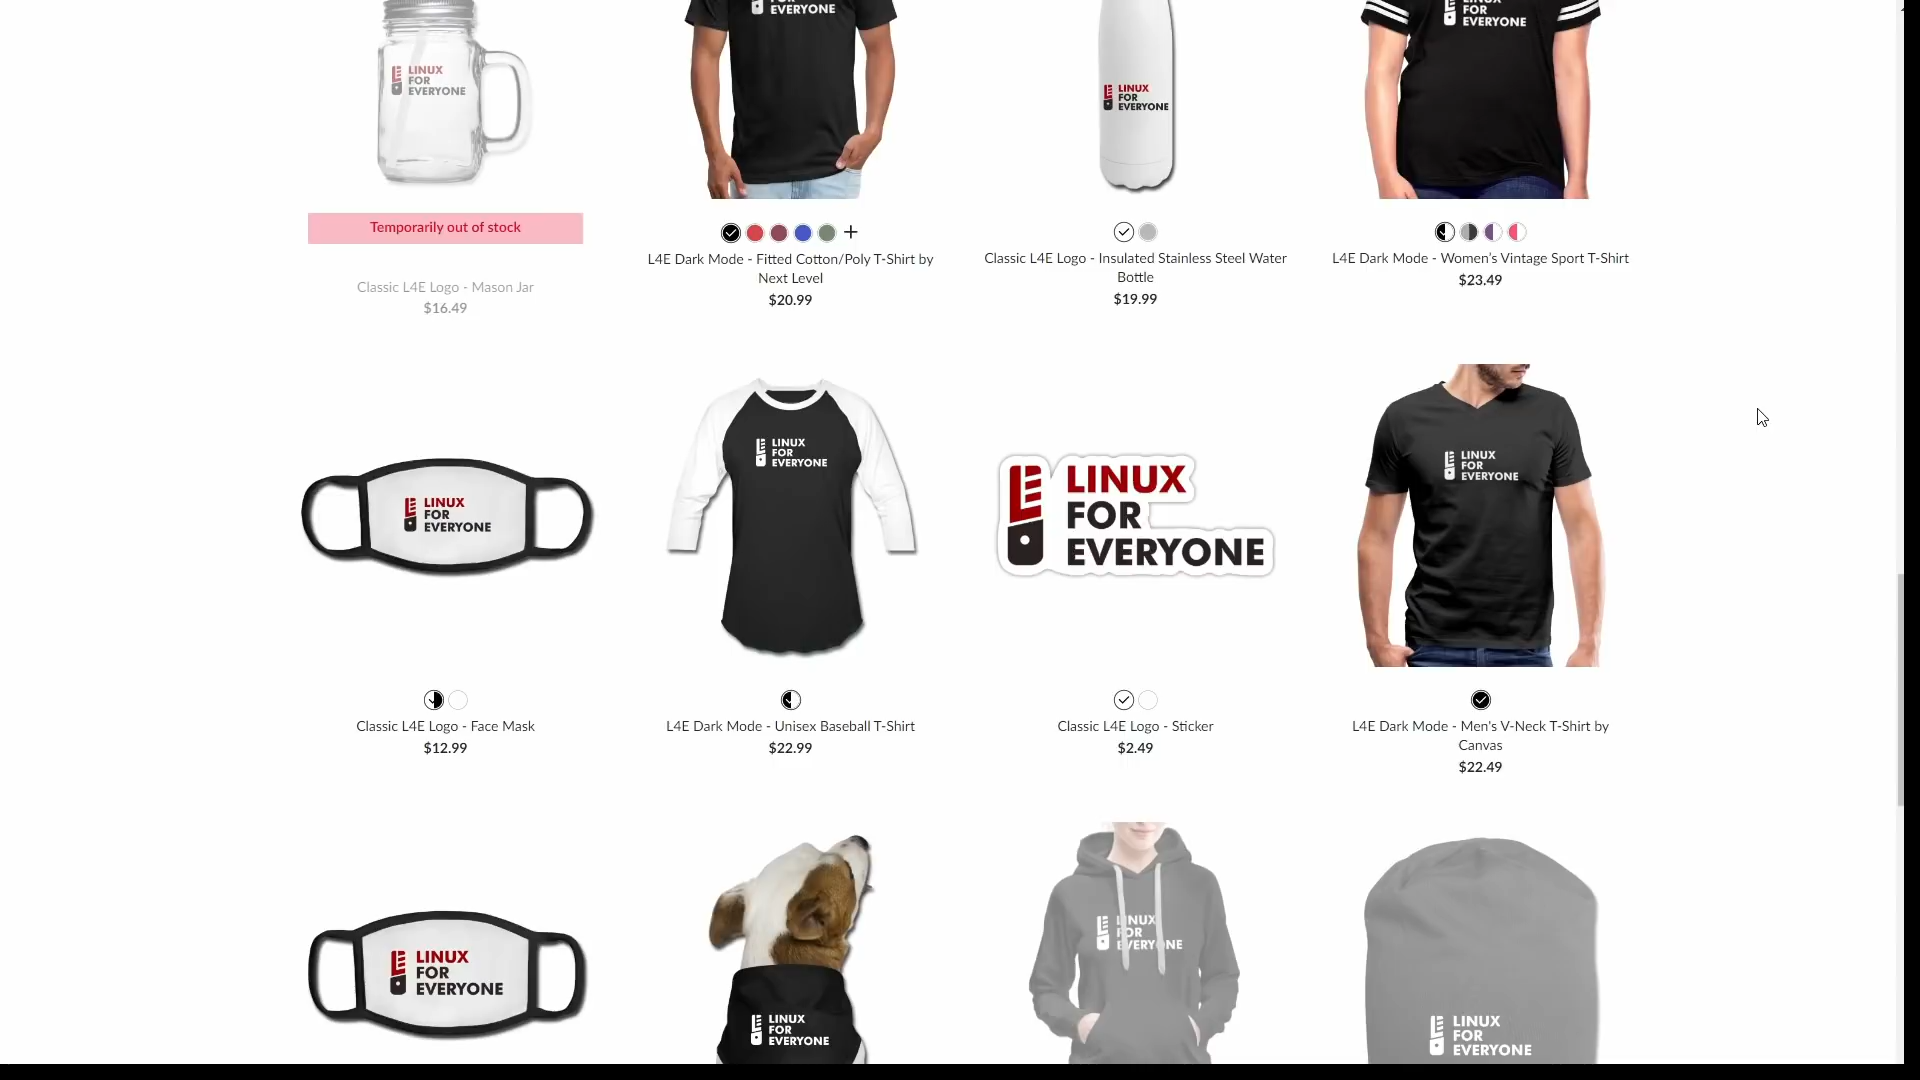 LINUX
FOR
EVERYONE
EVERYONE
LINUX
FOR
EVERYONE
EVERYONE
Temporarily out of stock
Classic L4E Logo - Mason Jar
$16.49
L4E Dark Mode - Fitted Cotton/Poly T-Shirt by
Next Level
$20.99
Classic L4E Logo - Insulated Stainless Steel Water
Bottle
$19.99
L4E Dark Mode - Women's Vintage Sport T-Shirt
$23.49
LINUX
FOR
EVERYONE
LINUX
FOR
EVERYONE
LINUX
FOR
EVERYONE
LINUX
FOR
EVERYONE
Classic L4E Logo - Face Mask
$12.99
L4E Dark Mode - Unisex Baseball T-Shirt
$22.99
Classic L4E Logo - Sticker
$2.49
L4E Dark Mode - Men's V-Neck T-Shirt by
Canvas
$22.49
LINUX
FOR
EVERYONE
LINUX
FOR
EVERYONE
LINUX
FOR
EVERYONE
LINUX
FOR
EVERYONE